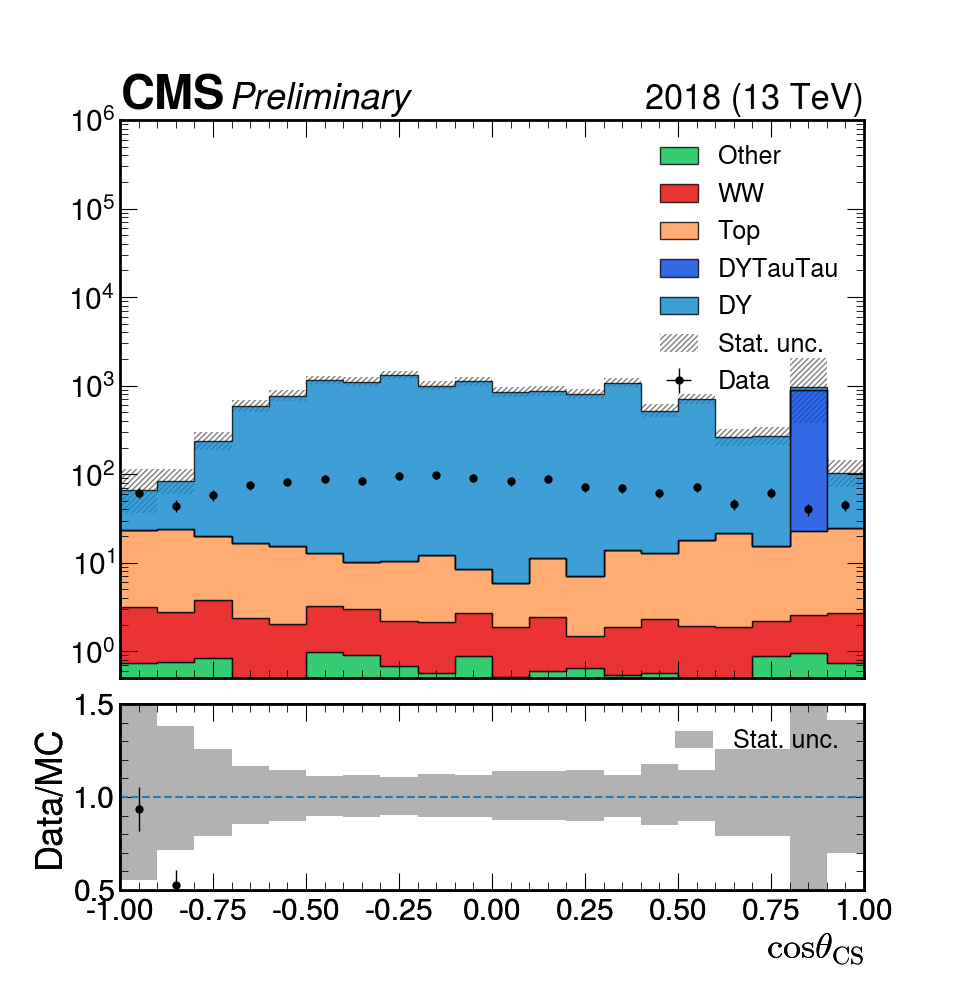 CMS Preliminary 2018 (13 TeV)
10^6
10^5
10^4
10^3
10^2
10^1
10^0
Other
WW
Top
DYTauTau
DY
Stat. unc.
Data
Data/MC
1.5
1.0
0.5
Stat. unc.
-1.00 -0.75 -0.50 -0.25 0.00 0.25 0.50 0.75 1.00
cosθ_CS